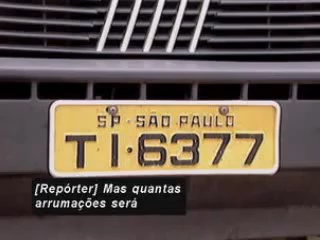 SP - SÃO PAULO
TI·6377
[Repórter] Mas quantas
arrumações será